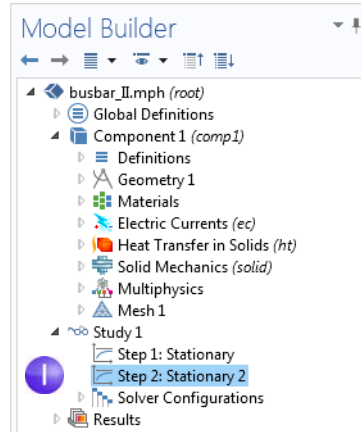 Model Builder
busbar_II.mph (root)
Global Definitions
Component 1 (comp1)
Definitions
Geometry 1
Materials
Electric Currents (ec)
Heat Transfer in Solids (ht)
Solid Mechanics (solid)
Multiphysics
Mesh 1
Study 1
Step 1: Stationary
Step 2: Stationary 2
Solver Configurations
Results